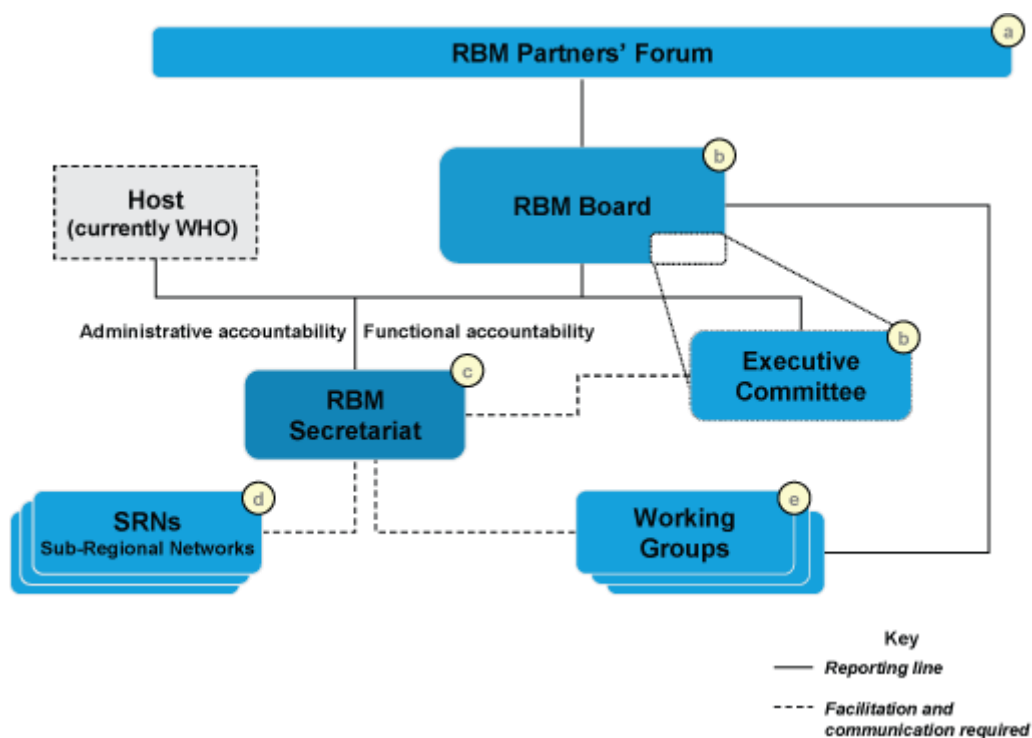 a
RBM Partners' Forum
b
RBM Board
Host
(currently WHO)
Administrative accountability
Functional accountability
b
Executive
Committee
c
RBM
Secretariat
d
SRNs
Sub-Regional Networks
e
Working
Groups
Key
Reporting line
Facilitation and
communication required